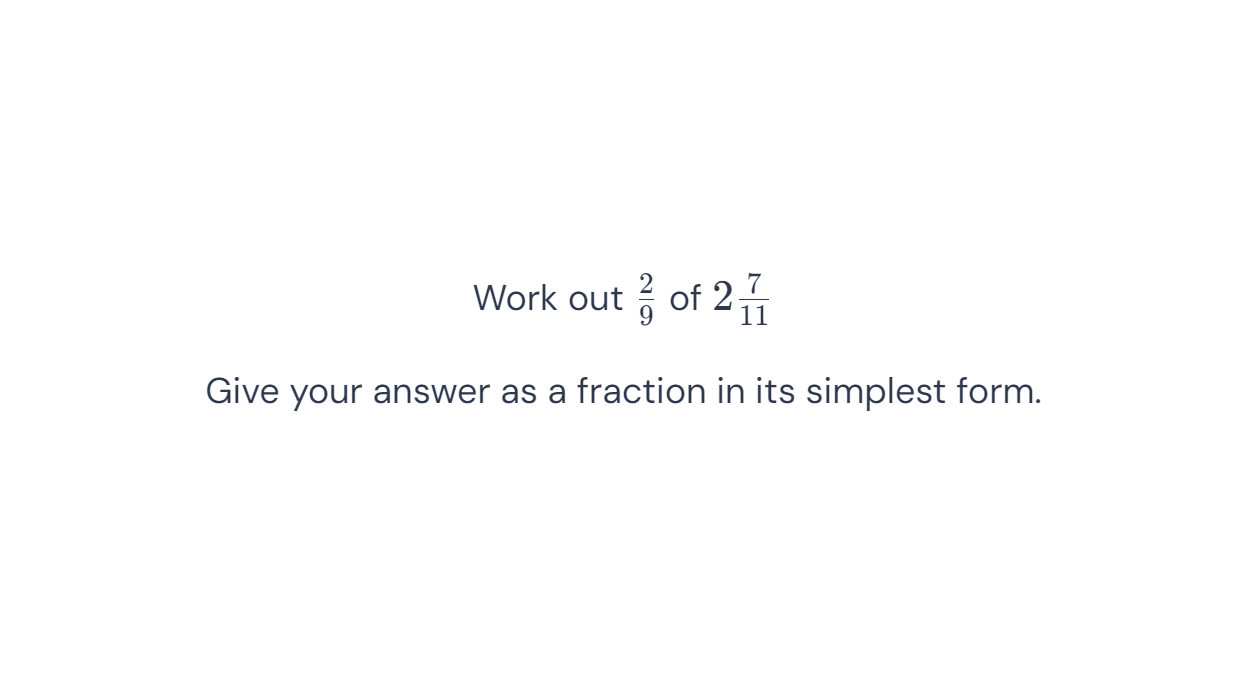 Work out \frac{2}{9} of 2\frac{7}{11}
Give your answer as a fraction in its simplest form.